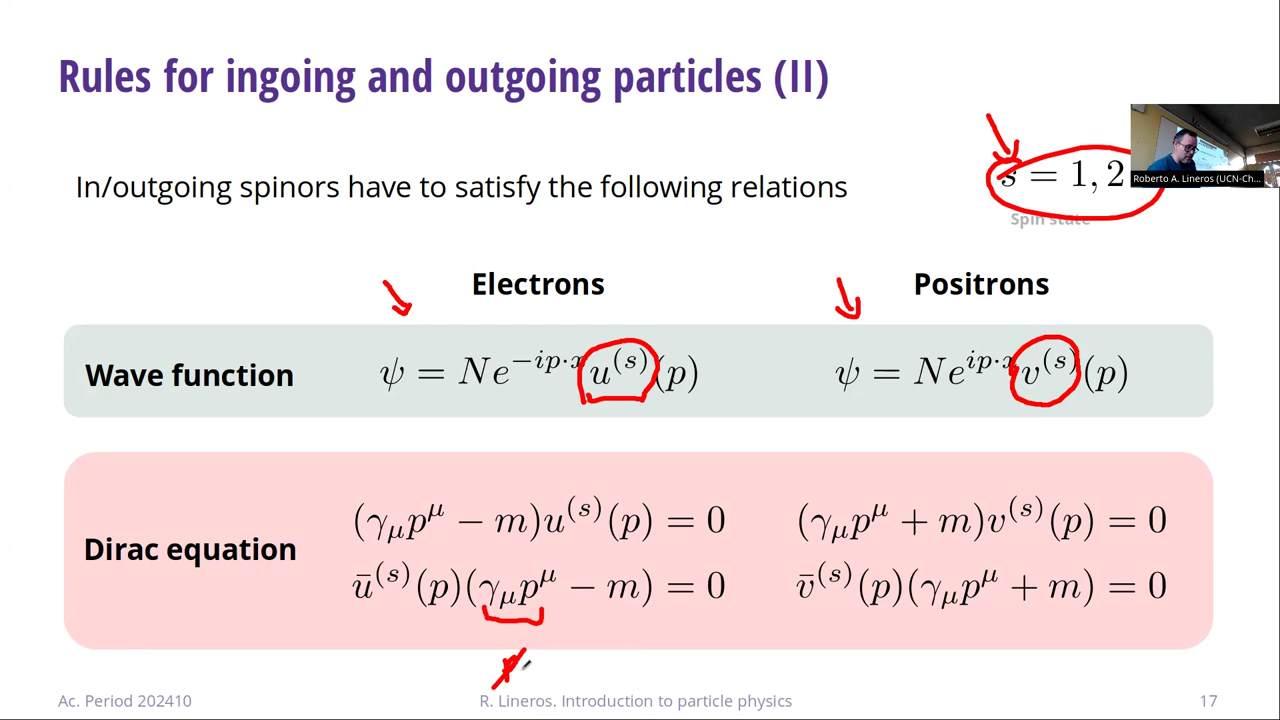 Rules for ingoing and outgoing particles (II)
In/outgoing spinors have to satisfy the following relations
s = 1, 2
Spin state
Roberto A. Lineros (UCN-Ch...
Electrons
Positrons
Wave function
ψ = Ne^{-ip·x}u^{(s)}(p)
ψ = Ne^{ip·x}v^{(s)}(p)
Dirac equation
(γ_μp^μ − m)u^{(s)}(p) = 0
(γ_μp^μ + m)v^{(s)}(p) = 0
ū^{(s)}(p)(γ_μp^μ − m) = 0
v̄^{(s)}(p)(γ_μp^μ + m) = 0
Ac. Period 202410
R. Lineros. Introduction to particle physics
17